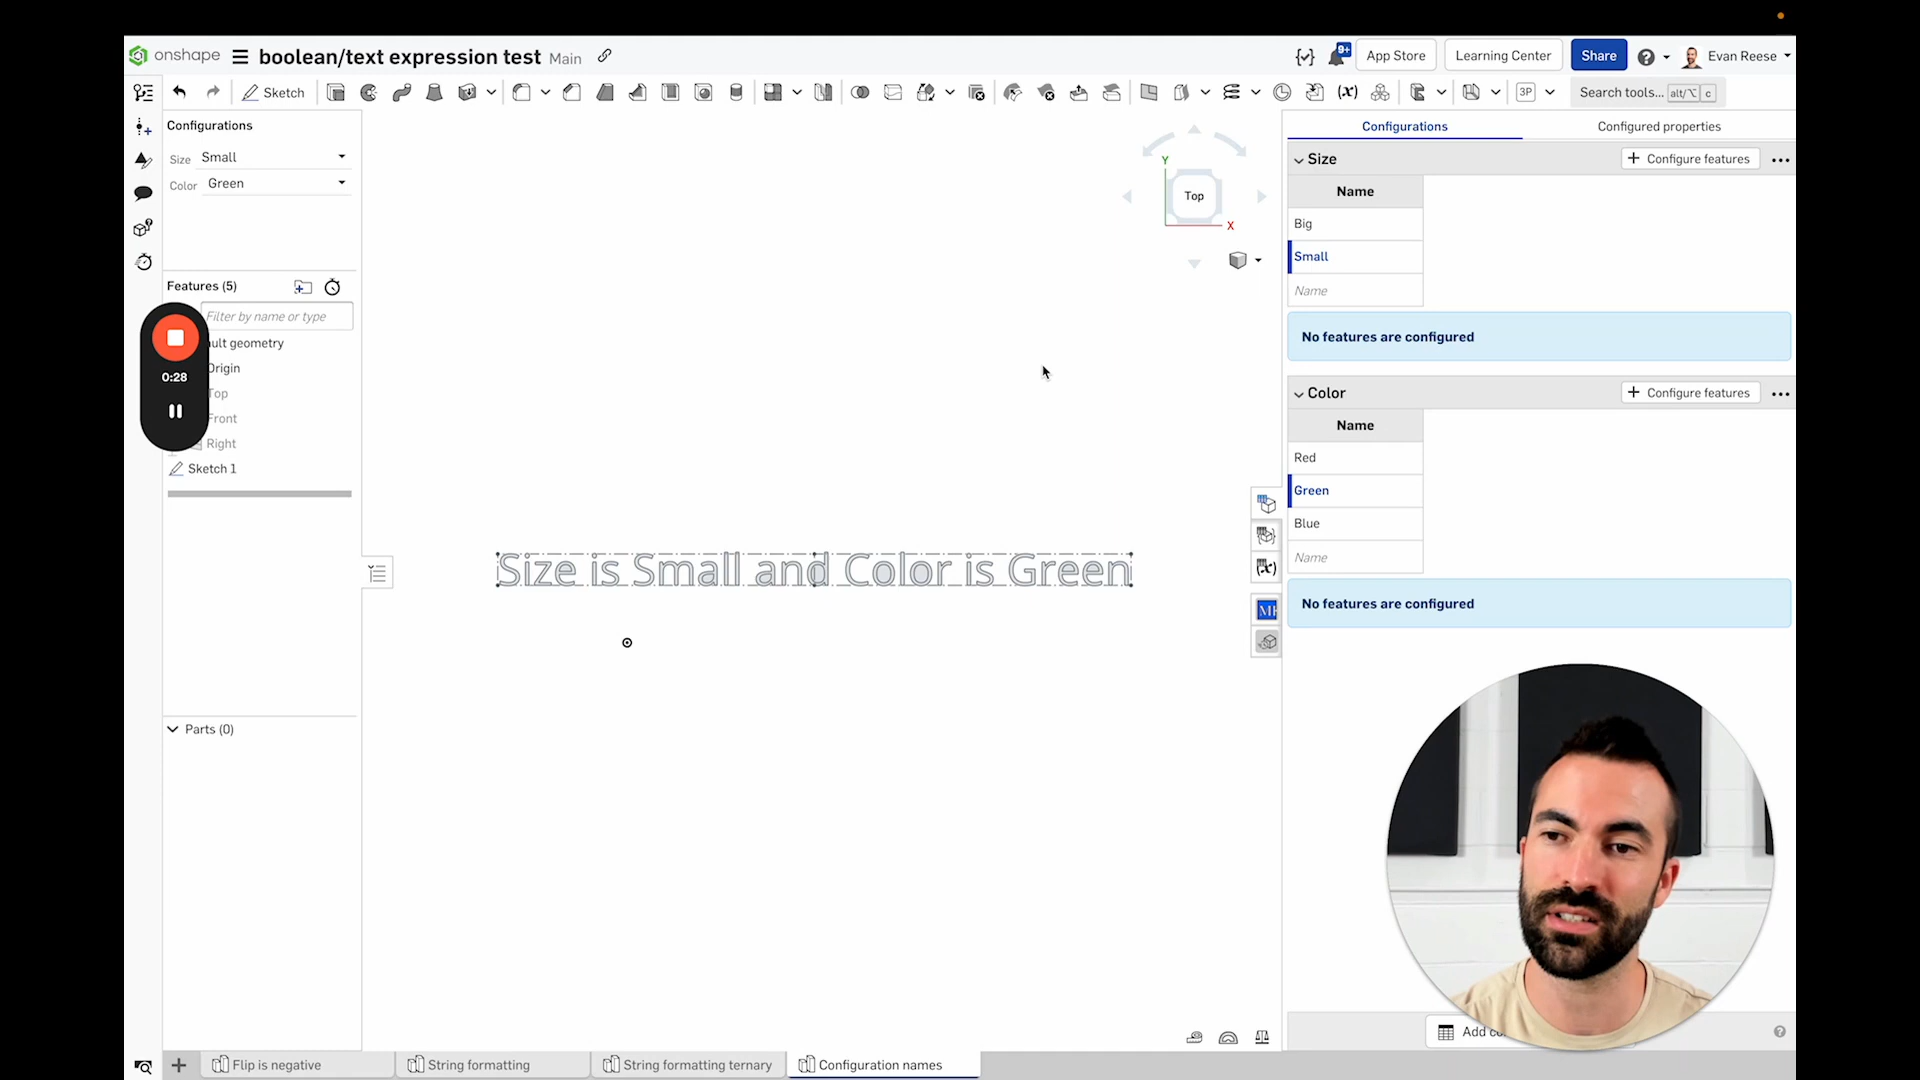 onshape
boolean/text expression test Main
9+
App Store
Learning Center
Share
Evan Reese
Sketch
3P
Search tools... alt/⌥ c
Configurations
Size Small
Color Green
Features (5)
Filter by name or type
ult geometry
Origin
Top
Front
Right
Sketch 1
0:28
Parts (0)
Y
Top
X
Size is Small and Color is Green
Configurations
Configured properties
Size
+ Configure features
Name
Big
Small
Name
No features are configured
Color
+ Configure features
Name
Red
Green
Blue
Name
No features are configured
Add co
Flip is negative
String formatting
String formatting ternary
Configuration names